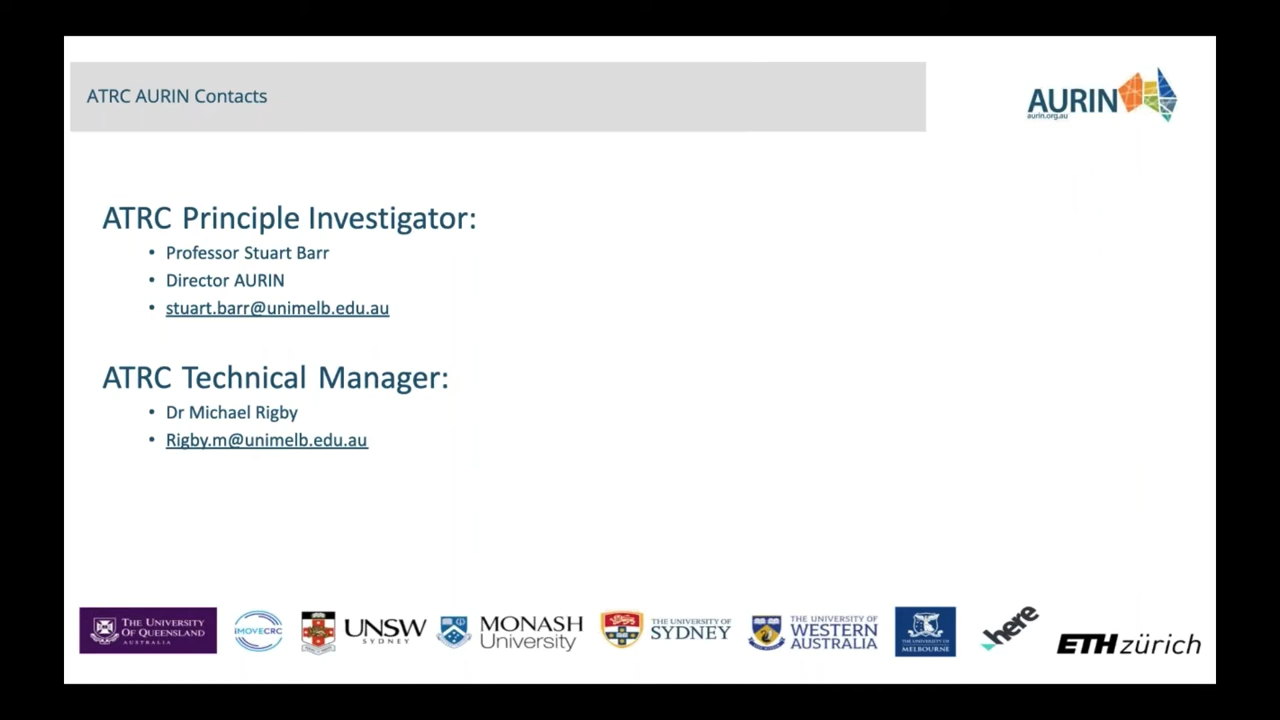 ATRC AURIN Contacts
AURIN
aurin.org.au
ATRC Principle Investigator:
• Professor Stuart Barr
• Director AURIN
• stuart.barr@unimelb.edu.au
ATRC Technical Manager:
• Dr Michael Rigby
• Rigby.m@unimelb.edu.au
THE UNIVERSITY
OF QUEENSLAND
AUSTRALIA
iMOVECRC
UNSW
SYDNEY
MONASH
University
THE UNIVERSITY OF
SYDNEY
THE UNIVERSITY OF
WESTERN
AUSTRALIA
THE UNIVERSITY OF
MELBOURNE
here
ETH zürich